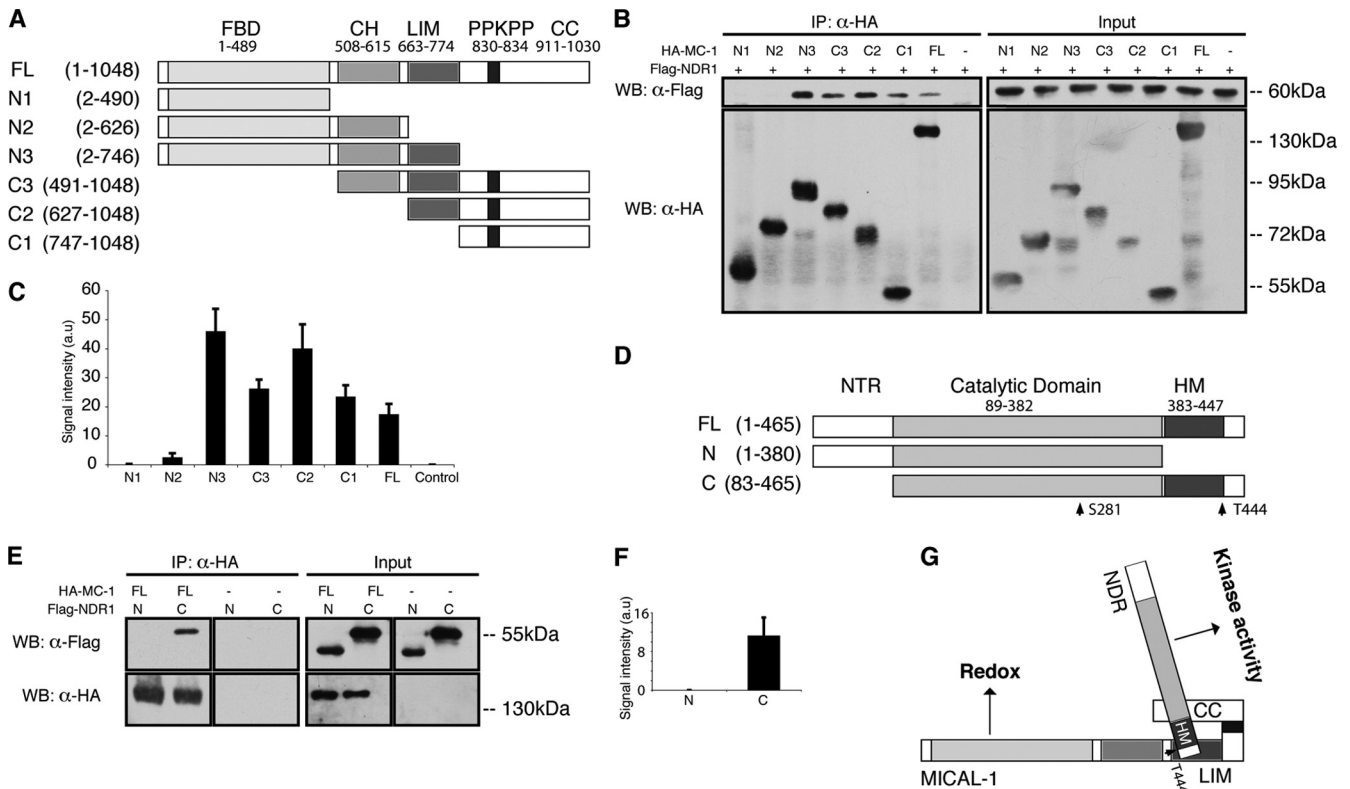 A
FBD CH LIM PPKPP CC
1-489 508-615 663-774 830-834 911-1030
FL (1-1048)
N1 (2-490)
N2 (2-626)
N3 (2-746)
C3 (491-1048)
C2 (627-1048)
C1 (747-1048)
B
IP: α-HA Input
HA-MC-1 N1 N2 N3 C3 C2 C1 FL - N1 N2 N3 C3 C2 C1 FL -
Flag-NDR1 + + + + + + + + + + + + + + + +
WB: α-Flag -- 60kDa
WB: α-HA
-- 130kDa
-- 95kDa
-- 72kDa
-- 55kDa
C
Signal intensity (a.u)
60
50
40
30
20
10
0
N1 N2 N3 C3 C2 C1 FL Control
D
NTR Catalytic Domain HM
89-382 383-447
FL (1-465)
N (1-380)
C (83-465)
S281 T444
E
IP: α-HA Input
HA-MC-1 FL FL - - FL FL - -
Flag-NDR1 N C N C N C N C
WB: α-Flag -- 55kDa
WB: α-HA
-- 130kDa
F
Signal intensity (a.u)
16
8
0
N C
G
NDR
Kinase activity
Redox
CC
HM
T444
MICAL-1 LIM